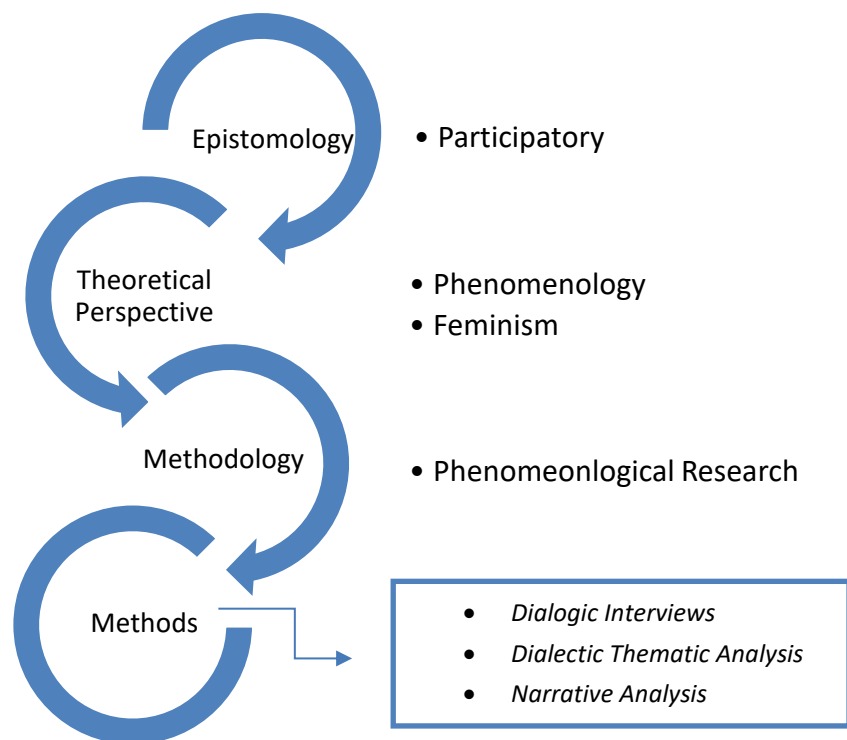 Epistomology
• Participatory
Theoretical
Perspective
• Phenomenology
• Feminism
Methodology
• Phenomeonlogical Research
Methods
• Dialogic Interviews
• Dialectic Thematic Analysis
• Narrative Analysis